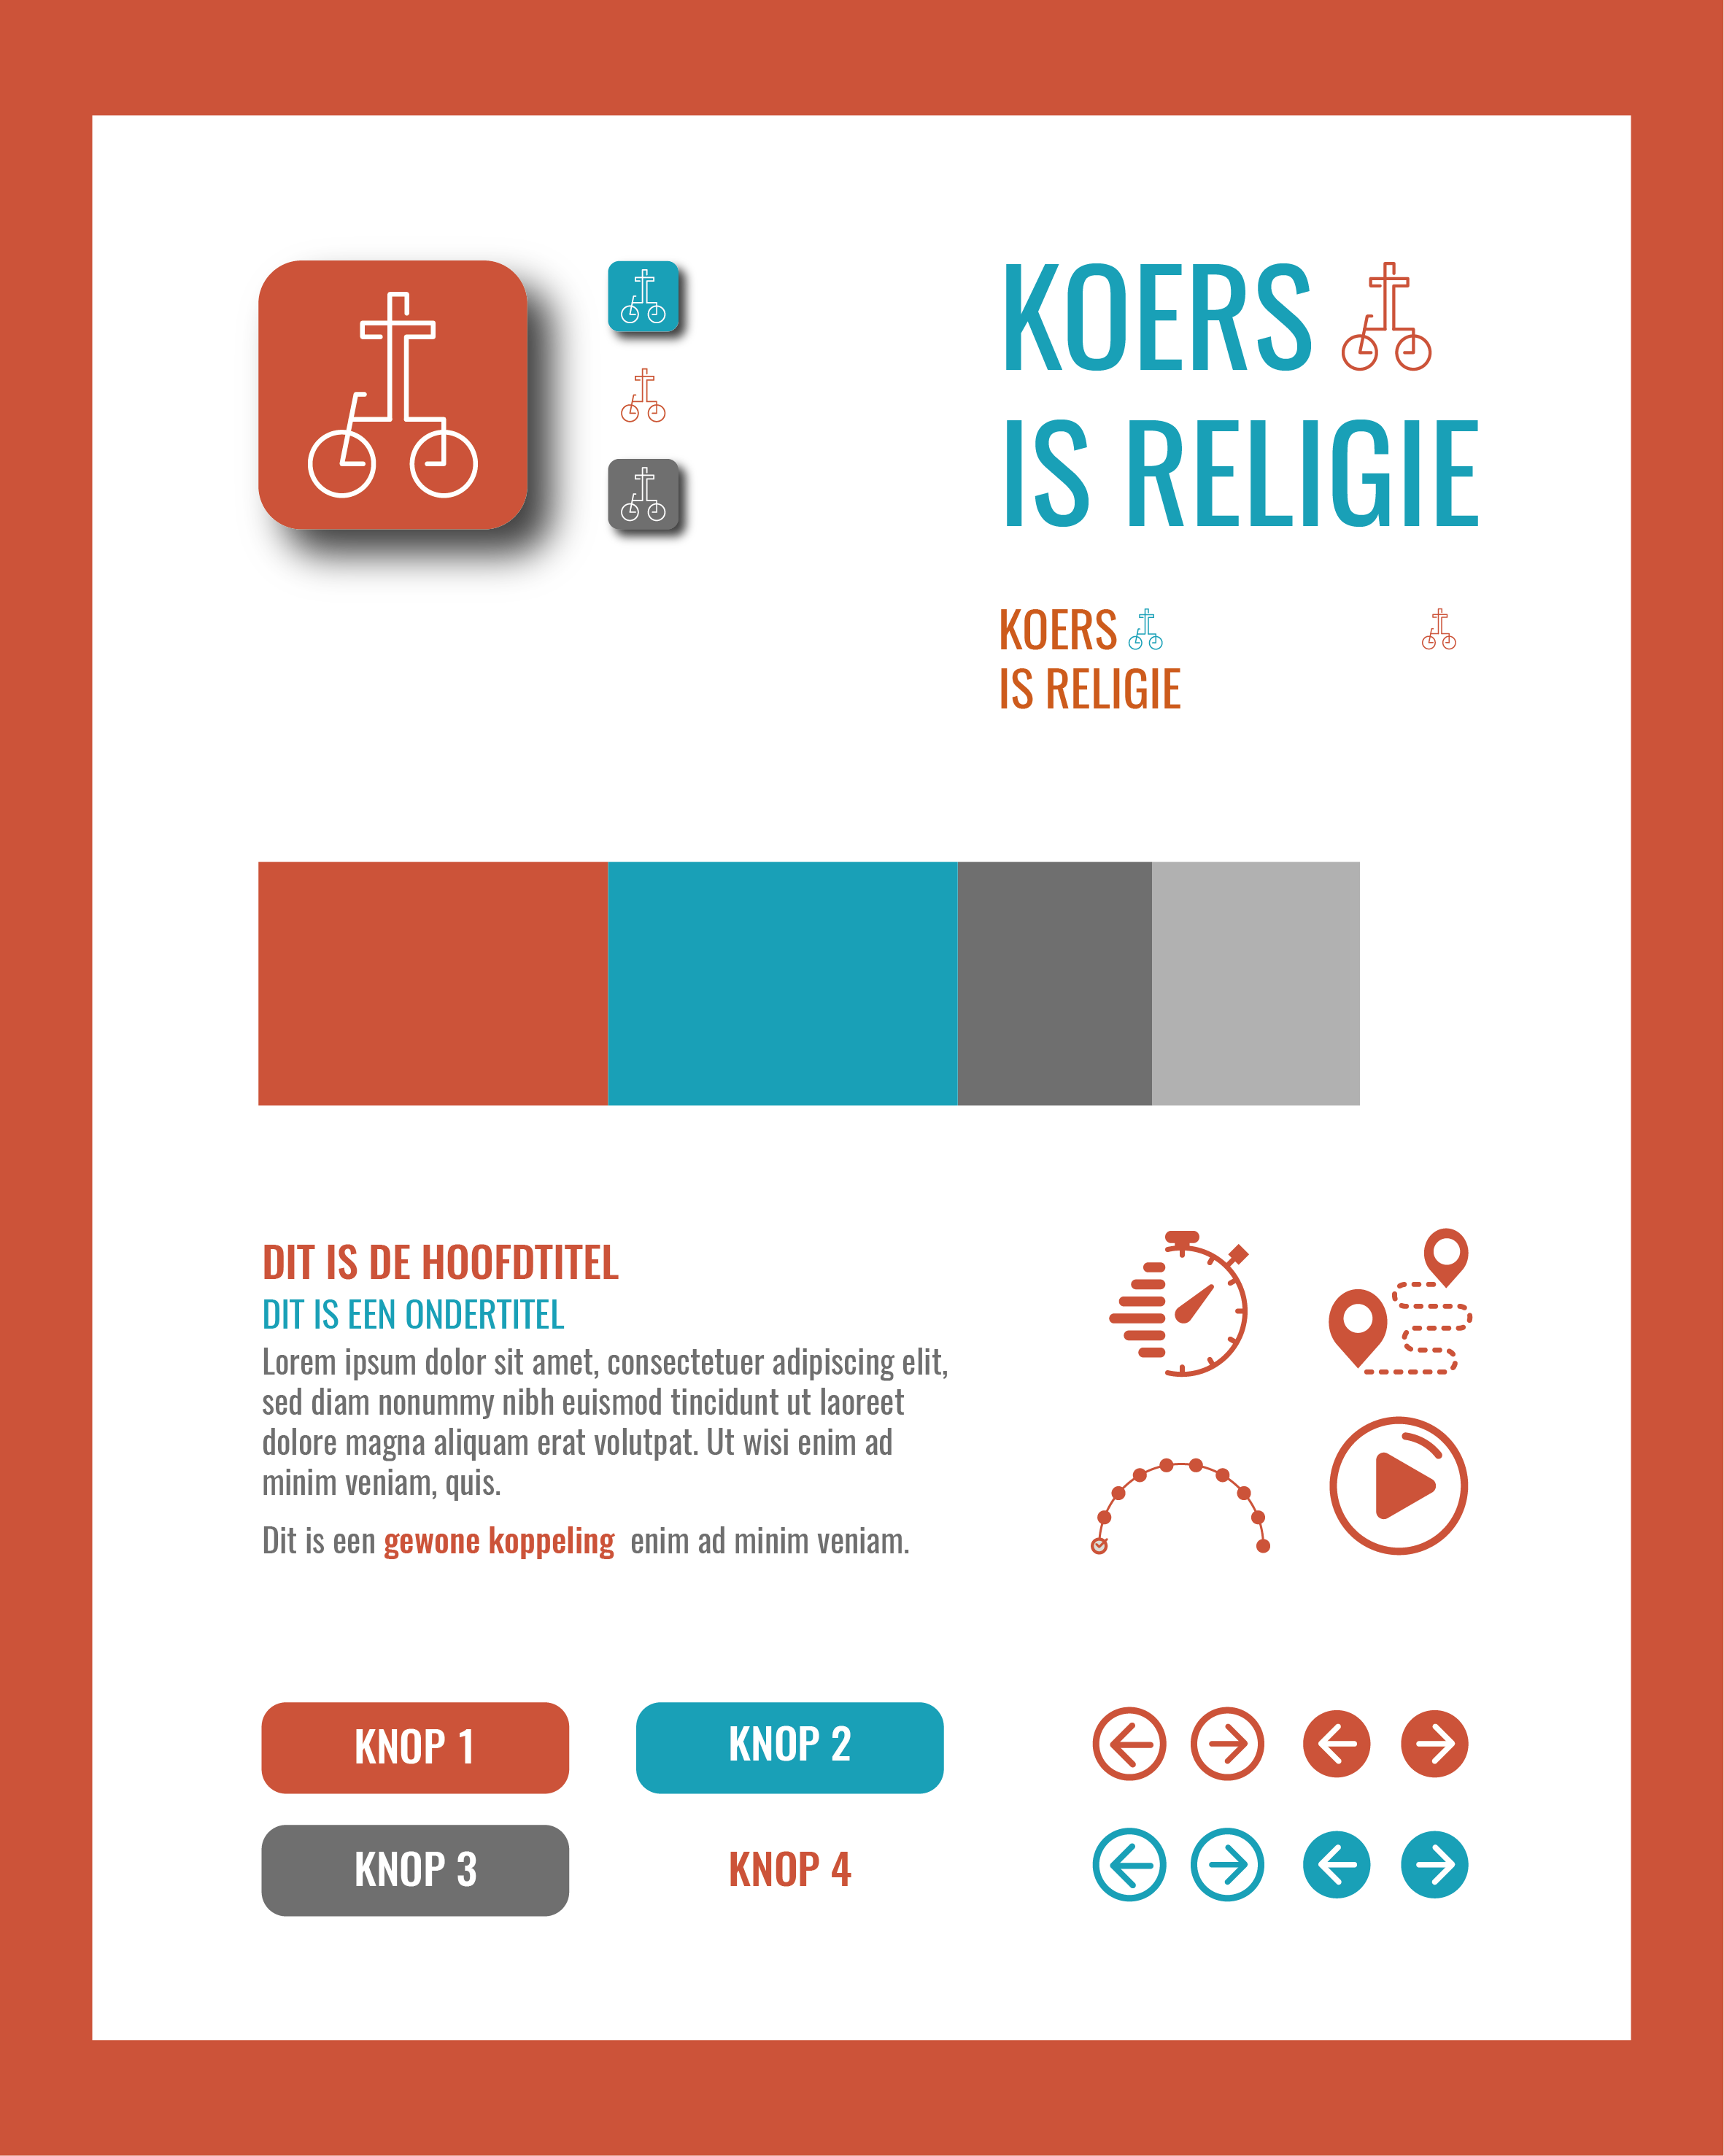 KOERS
IS RELIGIE
KOERS
IS RELIGIE
DIT IS DE HOOFDTITEL
DIT IS EEN ONDERTITEL
Lorem ipsum dolor sit amet, consectetuer adipiscing elit,
sed diam nonummy nibh euismod tincidunt ut laoreet
dolore magna aliquam erat volutpat. Ut wisi enim ad
minim veniam, quis.
Dit is een gewone koppeling enim ad minim veniam.
KNOP 1
KNOP 2
KNOP 3
KNOP 4